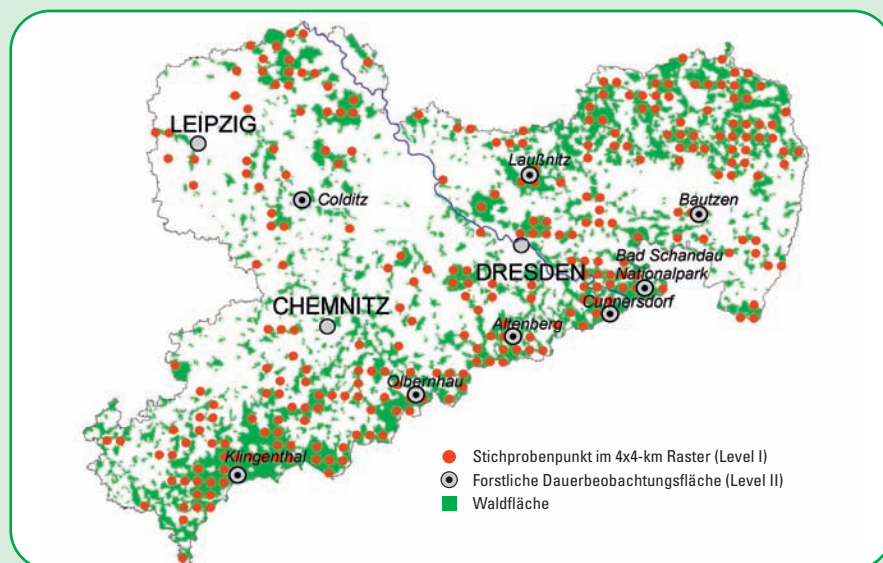 LEIPZIG
Laußnitz
Colditz
Bautzen
DRESDEN
Bad Schandau
Nationalpark
CHEMNITZ
Cunnersdorf
Altenberg
Olbernhau
Klingenthal
Stichprobenpunkt im 4x4-km Raster (Level I)
Forstliche Dauerbeobachtungsfläche (Level II)
Waldfläche